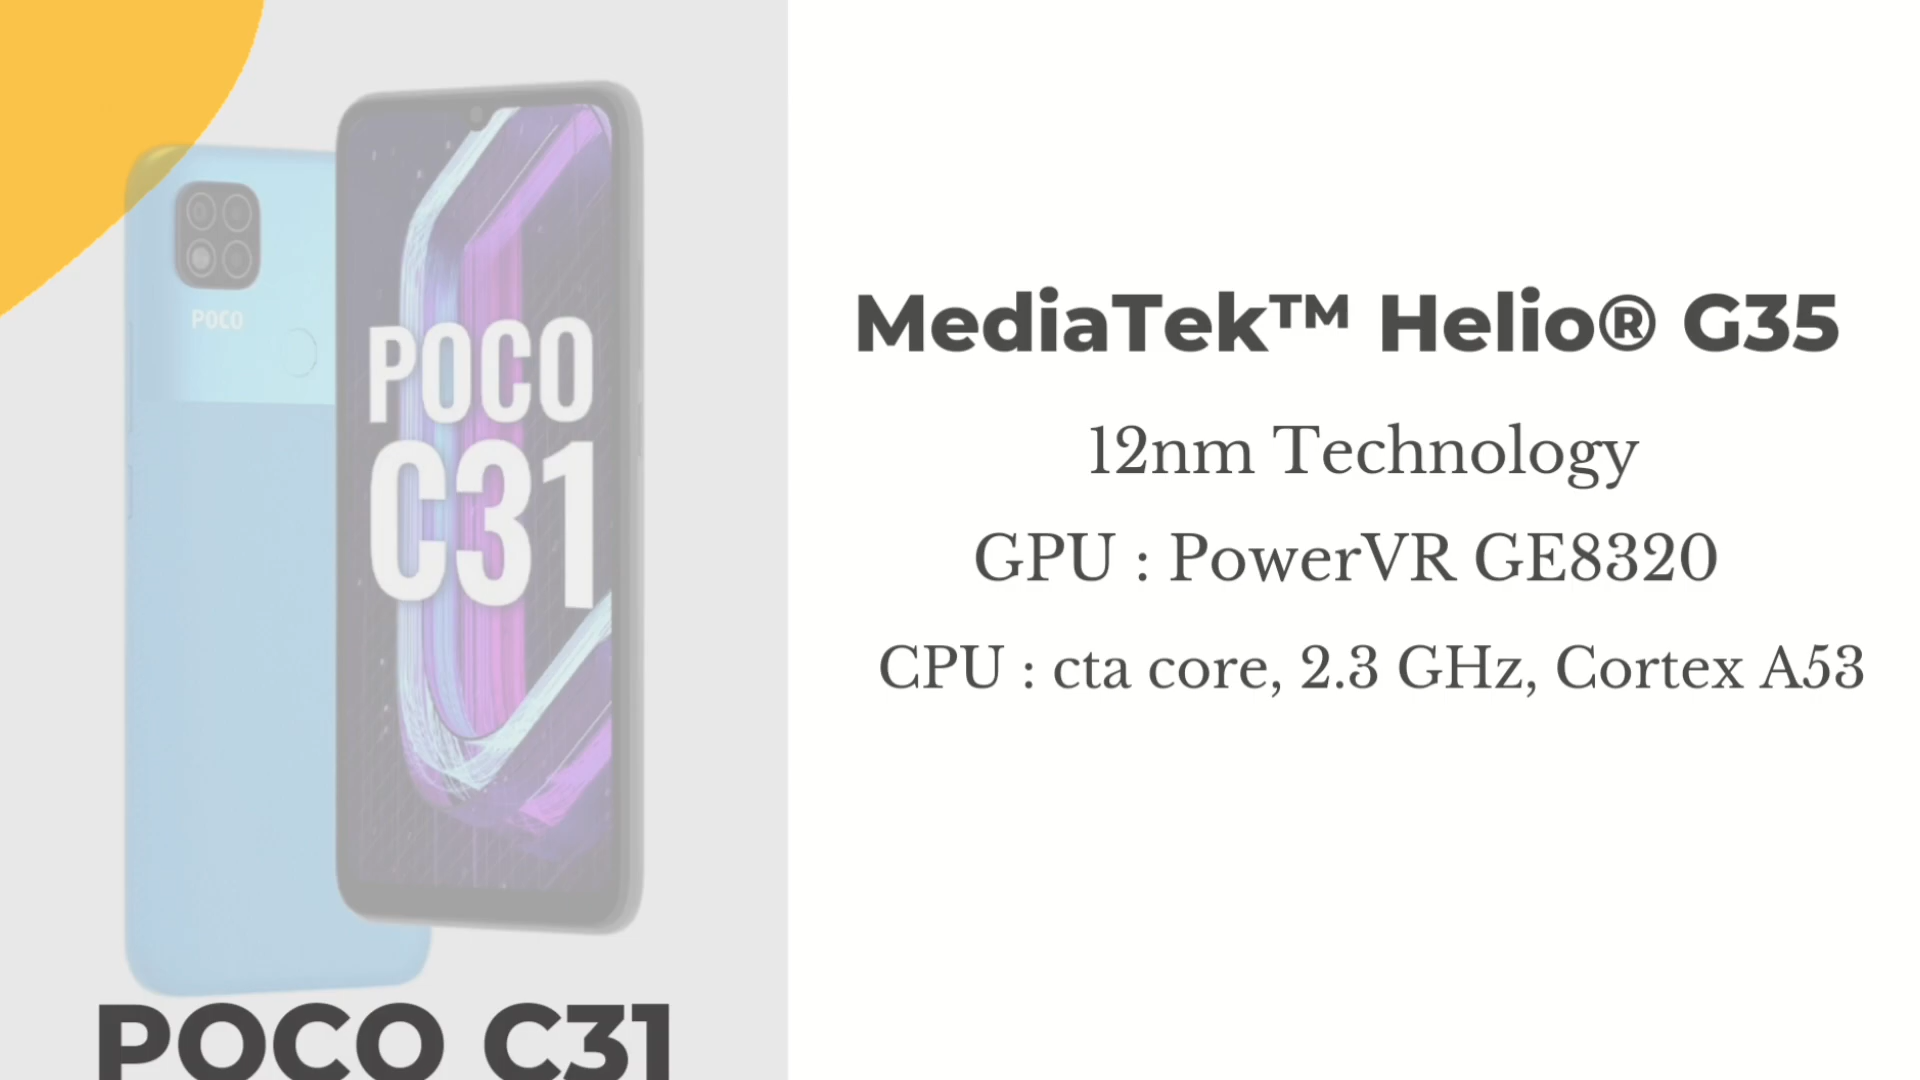 POCO
POCO
C31
POCO C31
MediaTek™ Helio® G35
12nm Technology
GPU : PowerVR GE8320
CPU : cta core, 2.3 GHz, Cortex A53